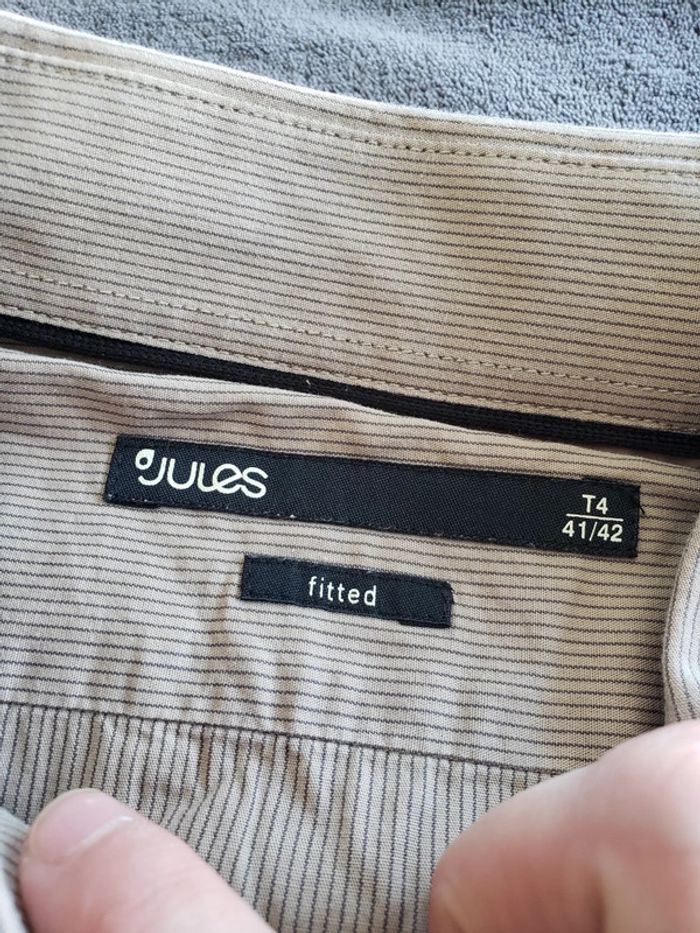 JULES
T4
41/42
fitted